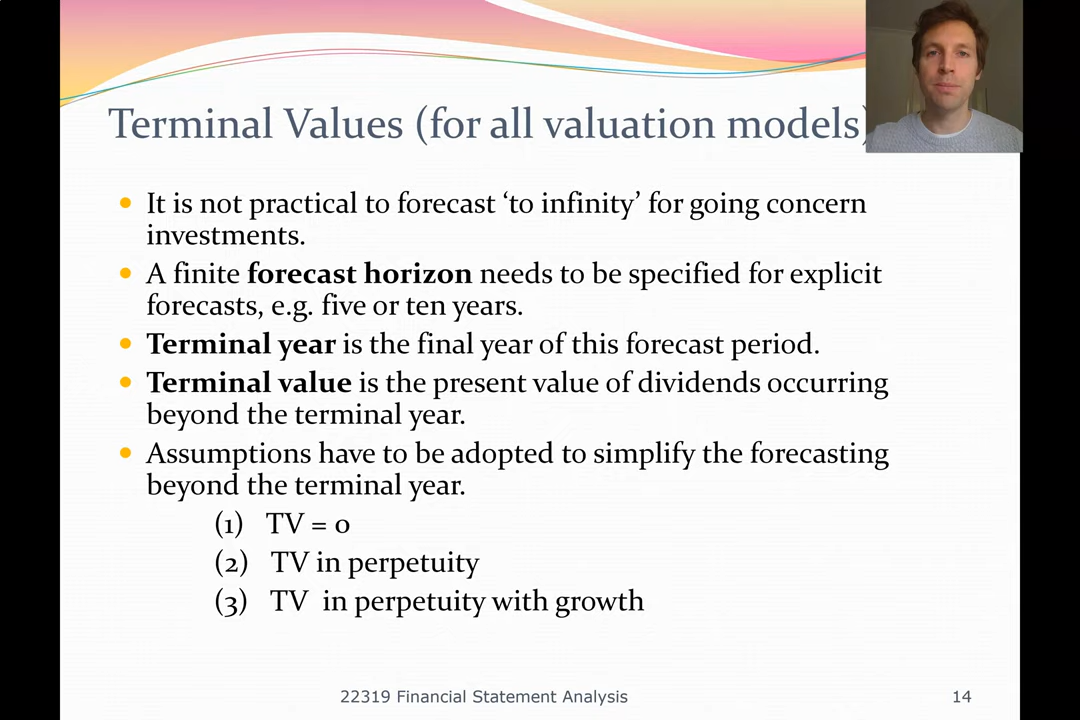 Terminal Values (for all valuation models)
• It is not practical to forecast ‘to infinity’ for going concern
investments.
• A finite forecast horizon needs to be specified for explicit
forecasts, e.g. five or ten years.
• Terminal year is the final year of this forecast period.
• Terminal value is the present value of dividends occurring
beyond the terminal year.
• Assumptions have to be adopted to simplify the forecasting
beyond the terminal year.
(1) TV = 0
(2) TV in perpetuity
(3) TV in perpetuity with growth
22319 Financial Statement Analysis
14